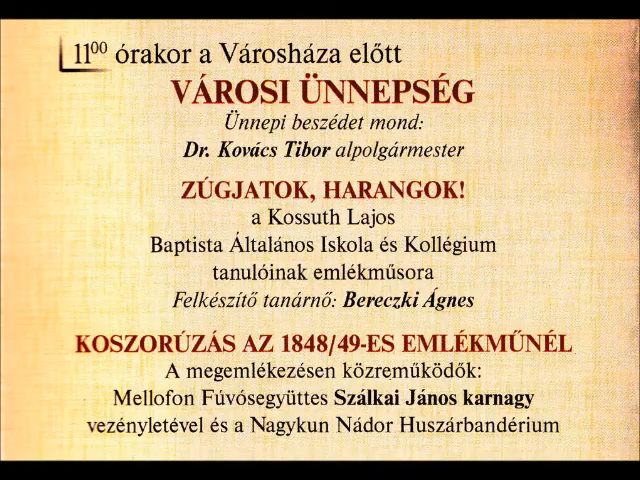 11⁰⁰ órakor a Városháza előtt
VÁROSI ÜNNEPSÉG
Ünnepi beszédet mond:
Dr. Kovács Tibor alpolgármester
ZÚGJATOK, HARANGOK!
a Kossuth Lajos
Baptista Általános Iskola és Kollégium
tanulóinak emlékműsora
Felkészítő tanárnő: Bereczki Ágnes
KOSZORÚZÁS AZ 1848/49-ES EMLÉKMŰNÉL
A megemlékezésen közreműködők:
Mellofon Fúvósegyüttes Szálkai János karnagy
vezényletével és a Nagykun Nádor Huszárbandérium